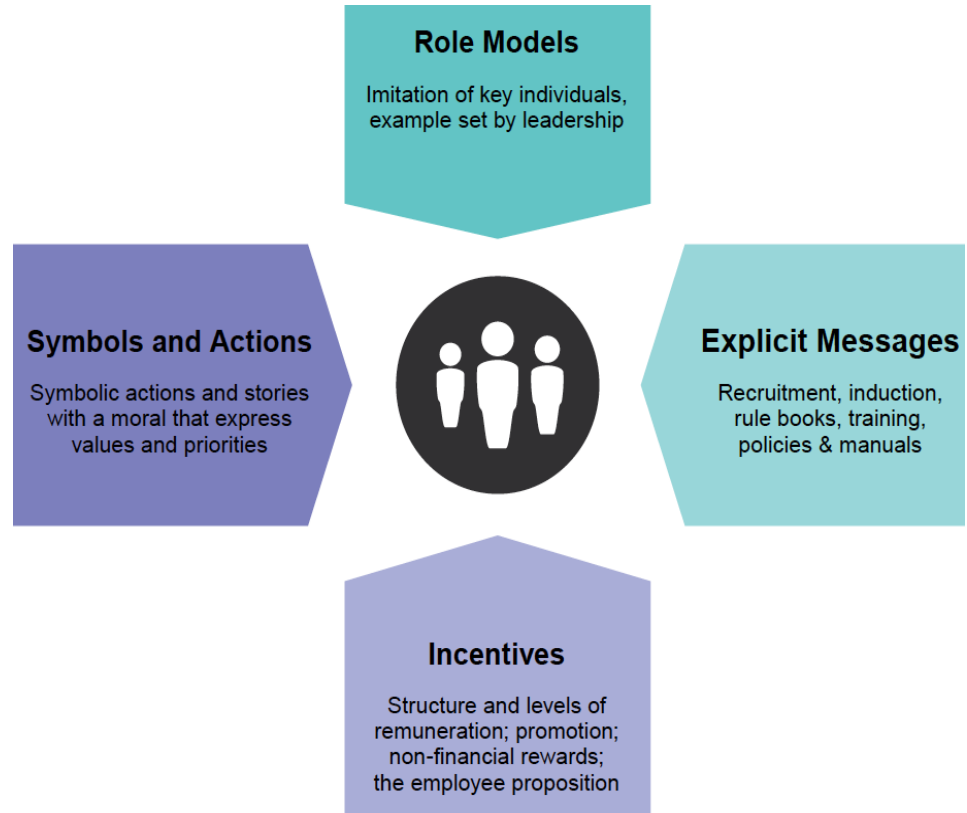 Role Models
Imitation of key individuals,
example set by leadership
Symbols and Actions
Symbolic actions and stories
with a moral that express
values and priorities
Explicit Messages
Recruitment, induction,
rule books, training,
policies & manuals
Incentives
Structure and levels of
remuneration; promotion;
non-financial rewards;
the employee proposition